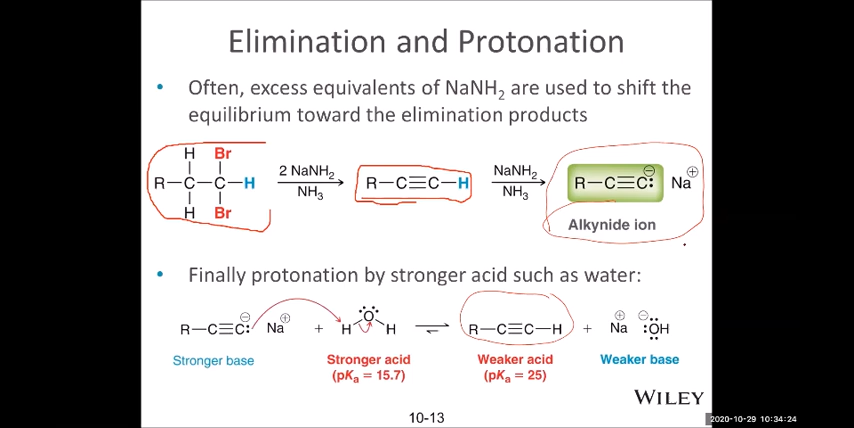 Elimination and Protonation
• Often, excess equivalents of NaNH₂ are used to shift the
equilibrium toward the elimination products
H Br
R—C—C—H
H Br
2 NaNH₂
NH₃
R—C≡C—H
NaNH₂
NH₃
R—C≡C:⊖ Na⊕
Alkynide ion
• Finally protonation by stronger acid such as water:
R—C≡C:⊖ Na⊕ + H O H ⇌ R—C≡C—H + Na⊕ ⊖:OH
Stronger base Stronger acid Weaker acid Weaker base
(pKa = 15.7) (pKa = 25)
WILEY
10-13
2020-10-29 10:34:24